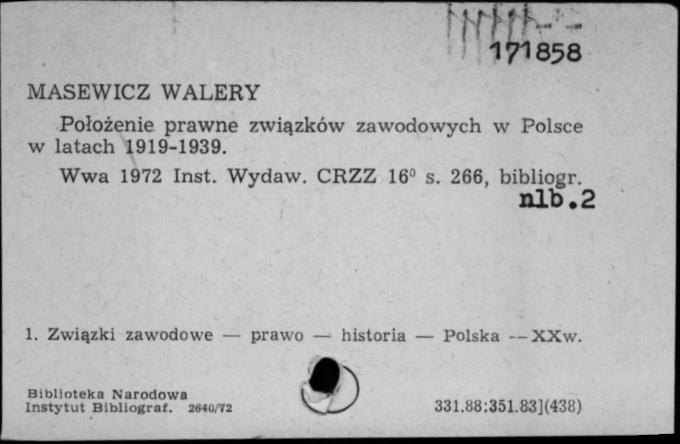 171858
MASEWICZ WALERY
Położenie prawne związków zawodowych w Polsce
w latach 1919-1939.
Wwa 1972 Inst. Wydaw. CRZZ 16⁰ s. 266, bibliogr.
nlb.2
1. Związki zawodowe — prawo — historia — Polska — XXw.
Biblioteka Narodowa
Instytut Bibliograf. 2640/72
331.88:351.83](438)